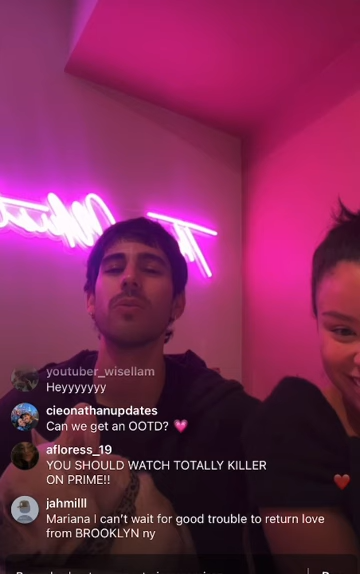 youtuber_wisellam
Heyyyyyyy
cieonathanupdates
Can we get an OOTD? 💗
afloress_19
YOU SHOULD WATCH TOTALLY KILLER
ON PRIME!!
jahmilll
Mariana I can't wait for good trouble to return love
from BROOKLYN ny